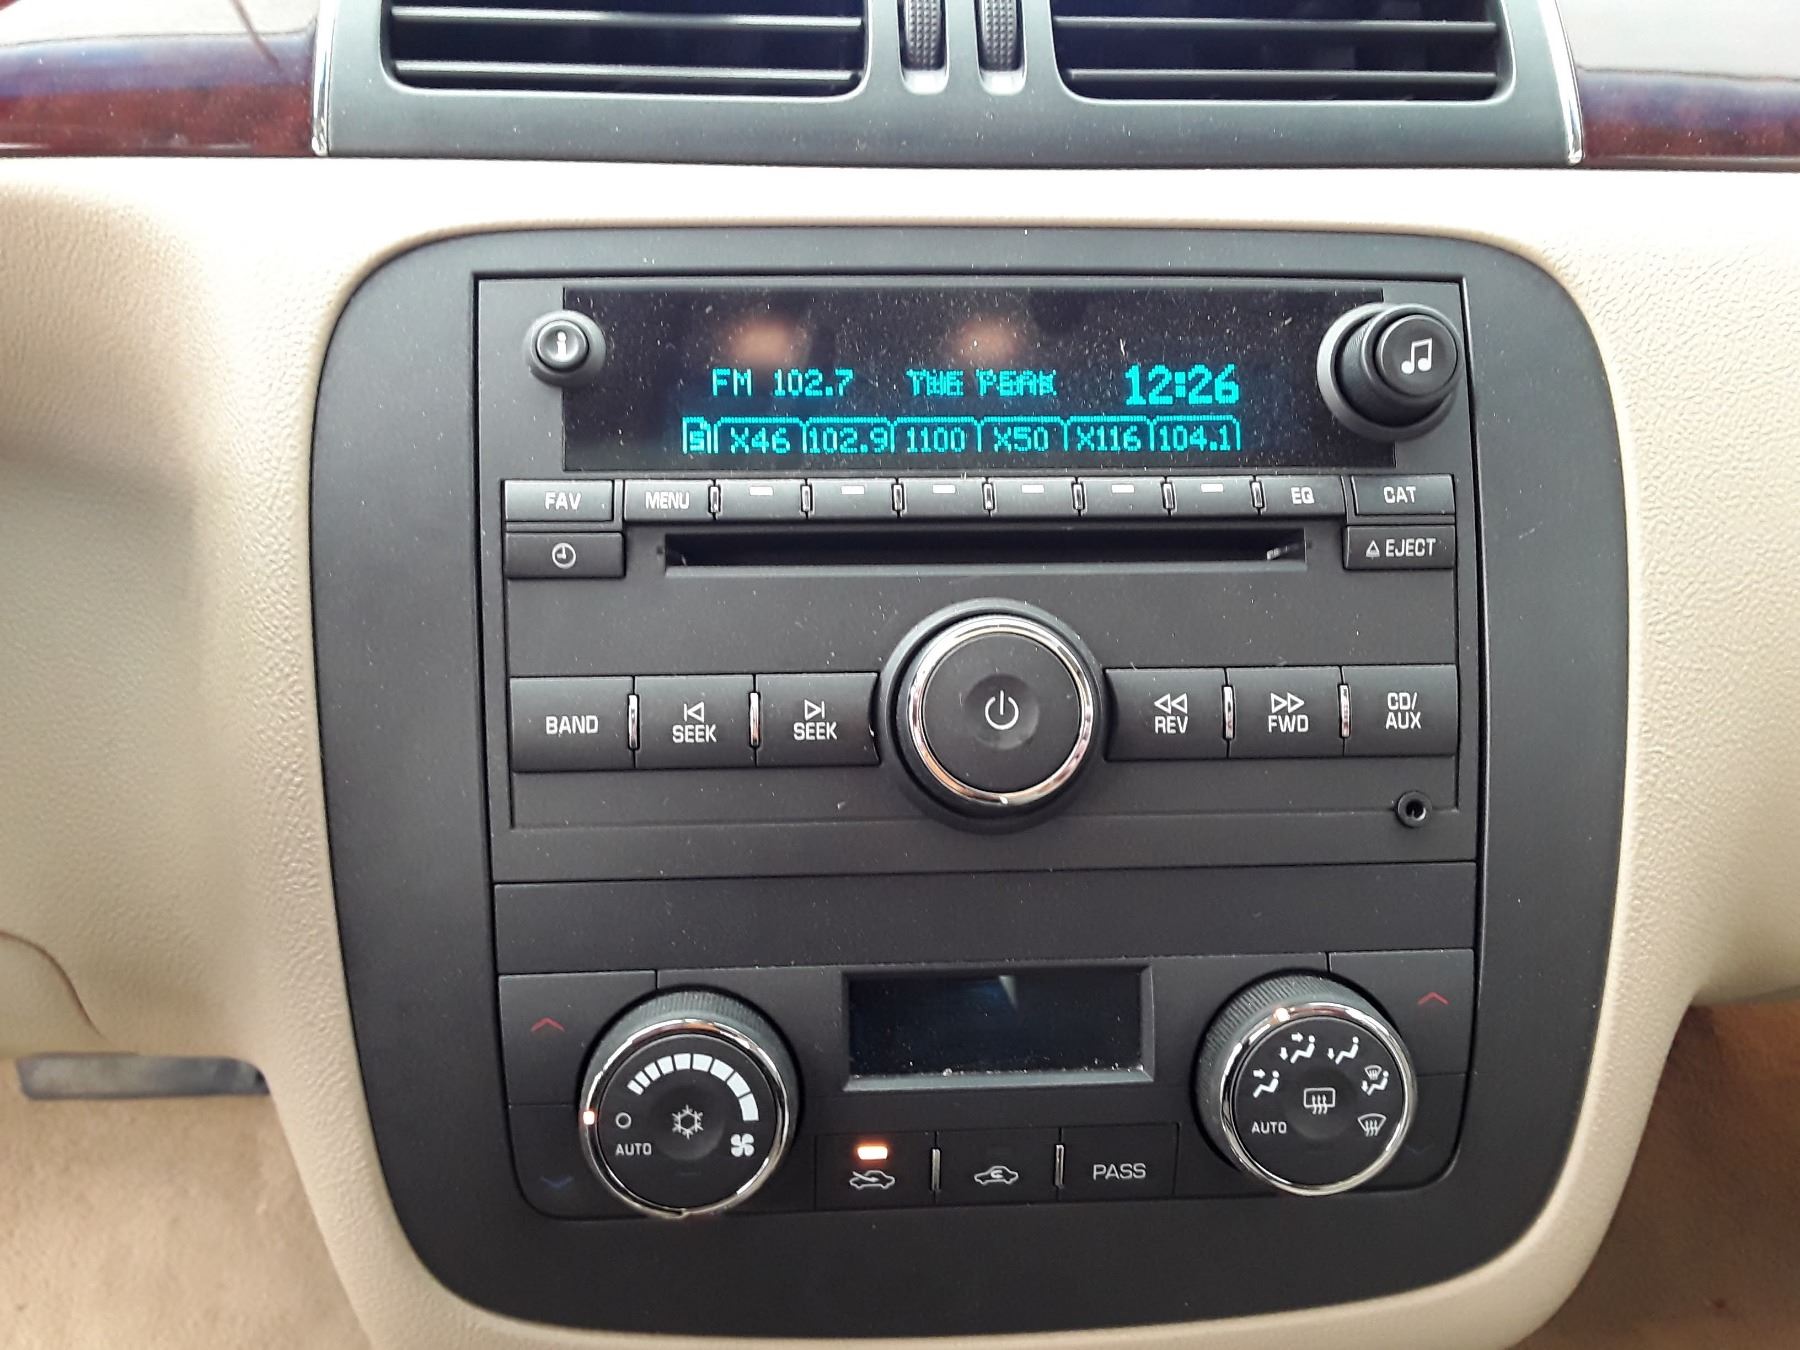 FM 102.7 THE PEAK 12:26
5 X46 102.9 1100 X50 X116 104.1
FAV MENU EQ CAT
EJECT
BAND SEEK SEEK REV FWD CD/AUX
AUTO AUTO
PASS